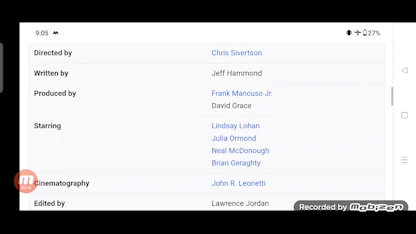 9:05 27%
Directed by Chris Sivertson
Written by Jeff Hammond
Produced by Frank Mancuso Jr.
David Grace
Starring Lindsay Lohan
Julia Ormond
Neal McDonough
Brian Geraghty
Cinematography John R. Leonetti
Edited by Lawrence Jordan
Recorded by Mobizen